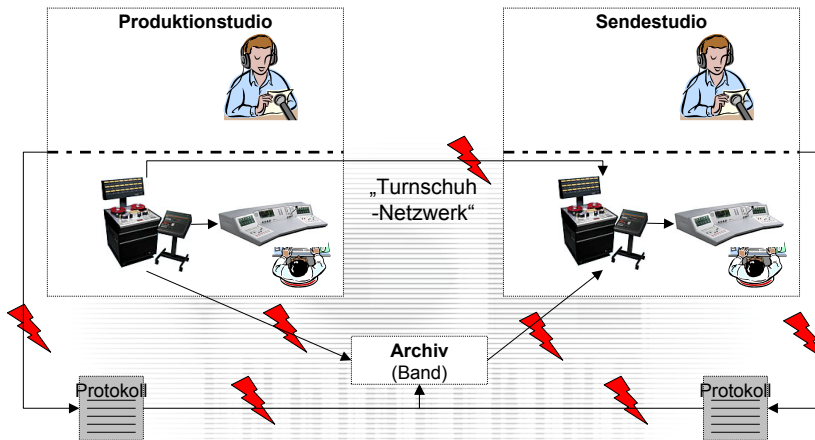 Produktionstudio
Sendestudio
„Turnschuh
-Netzwerk“
Archiv
(Band)
Protokoll
Protokoll